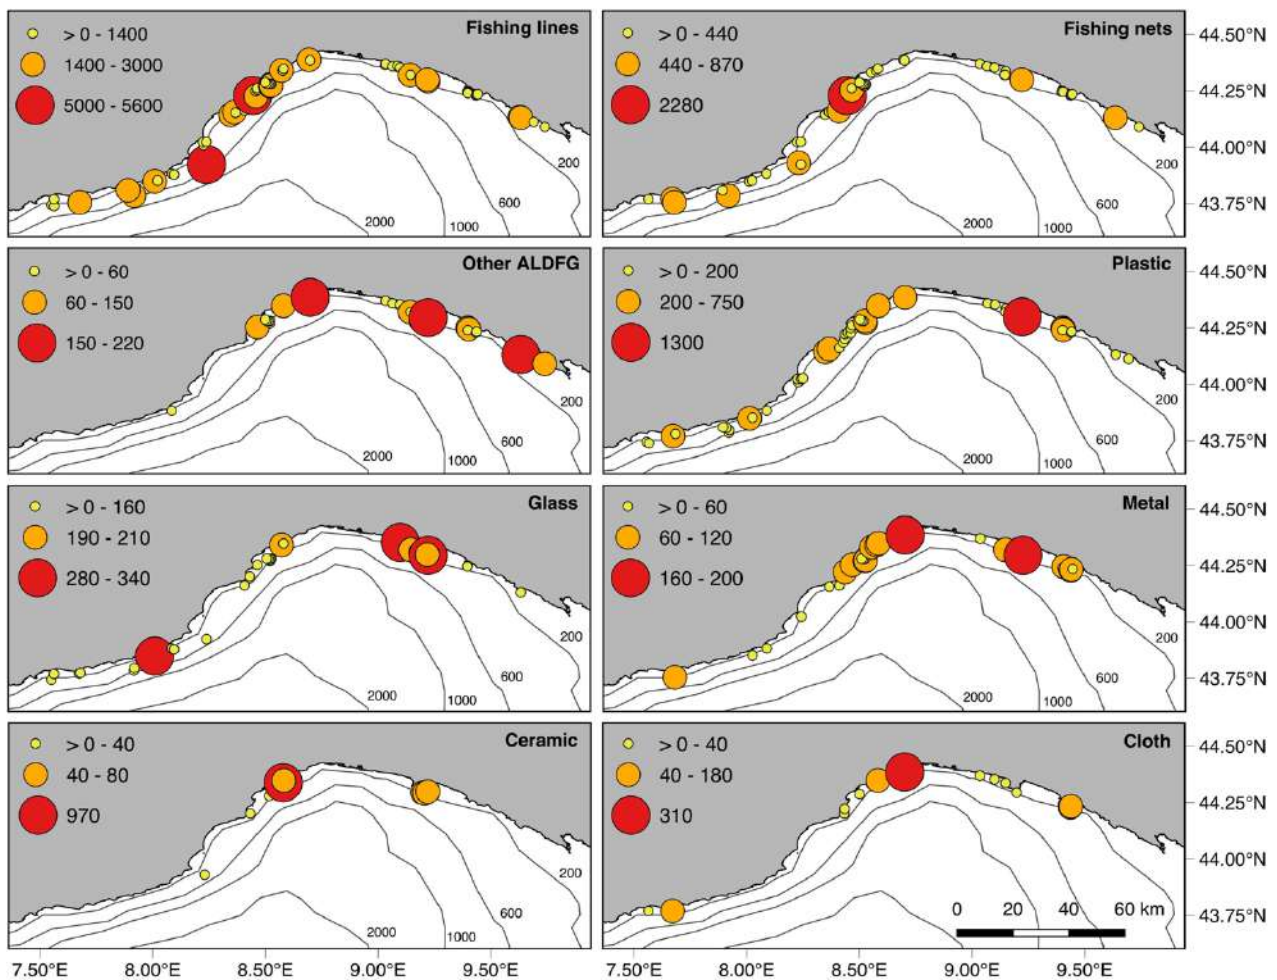 Fishing lines
> 0 - 1400
1400 - 3000
5000 - 5600
200
600
1000
2000
Fishing nets
> 0 - 440
440 - 870
2280
200
600
1000
2000
44.50°N
44.25°N
44.00°N
43.75°N
Other ALDFG
> 0 - 60
60 - 150
150 - 220
200
600
1000
2000
Plastic
> 0 - 200
200 - 750
1300
200
600
1000
2000
44.50°N
44.25°N
44.00°N
43.75°N
Glass
> 0 - 160
190 - 210
280 - 340
200
600
1000
2000
Metal
> 0 - 60
60 - 120
160 - 200
200
600
1000
2000
44.50°N
44.25°N
44.00°N
43.75°N
Ceramic
> 0 - 40
40 - 80
970
200
600
1000
2000
Cloth
> 0 - 40
40 - 180
310
0 20 40 60 km
44.50°N
44.25°N
44.00°N
43.75°N
7.50°E 8.00°E 8.50°E 9.00°E 9.50°E
7.50°E 8.00°E 8.50°E 9.00°E 9.50°E